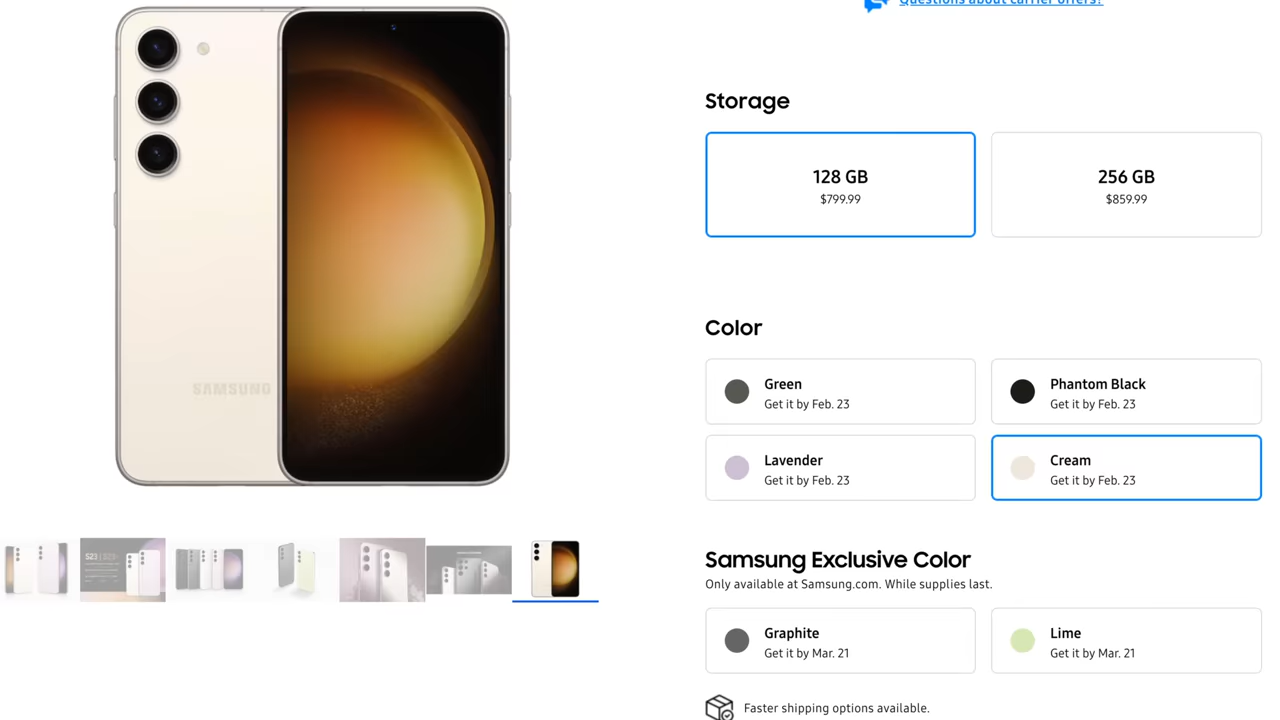 Questions about carrier offers?
SAMSUNG
Storage
128 GB
$799.99
256 GB
$859.99
Color
Green
Get it by Feb. 23
Phantom Black
Get it by Feb. 23
Lavender
Get it by Feb. 23
Cream
Get it by Feb. 23
Samsung Exclusive Color
Only available at Samsung.com. While supplies last.
Graphite
Get it by Mar. 21
Lime
Get it by Mar. 21
Faster shipping options available.